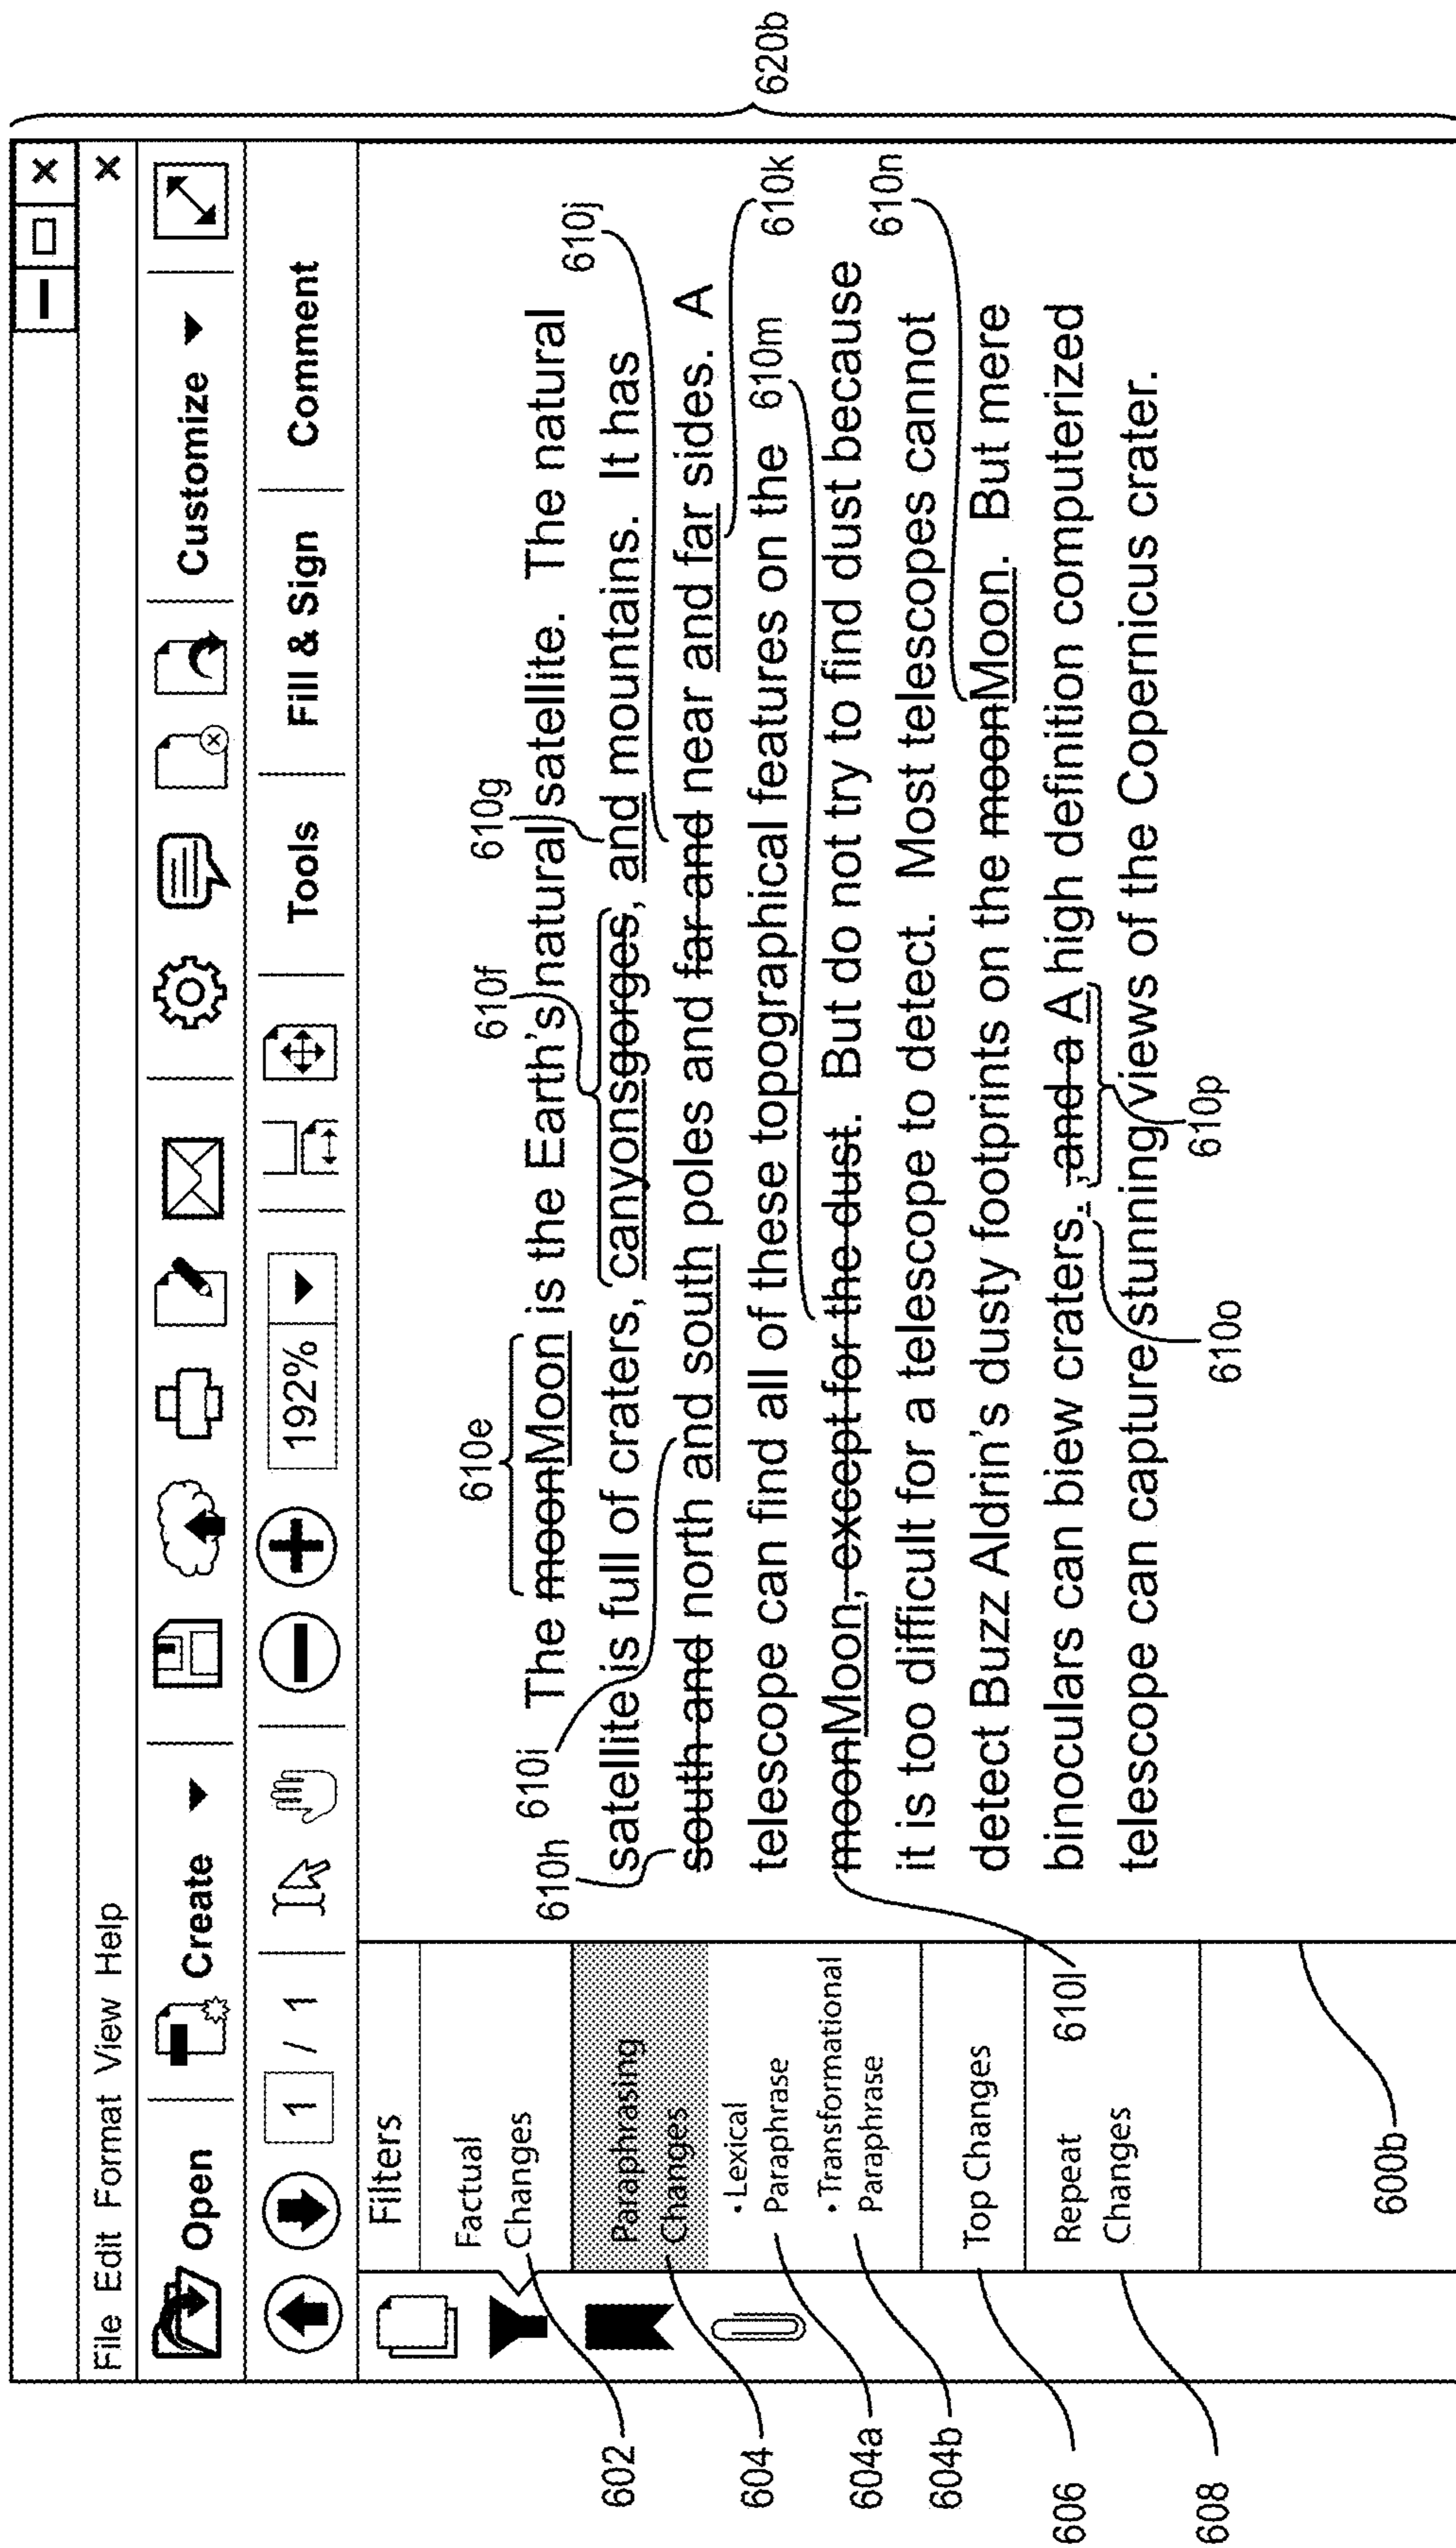 File Edit Format View Help
Open Create Customize
1 / 1 192% Tools Fill & Sign Comment
Filters
Factual
Changes
Paraphrasing
Changes
• Lexical
Paraphrase
• Transformational
Paraphrase
Top Changes
Repeat
Changes
602
604
604a
604b
606
608
600b
620b
610e
610f
610g
610h
610i
610j
610k
610l
610m
610n
610o
610p
The moonMoon is the Earth's natural satellite. The natural
satellite is full of craters, canyonsgorges, and mountains. It has
south and north and south poles and far and near and far sides. A
telescope can find all of these topographical features on the
moonMoon, except for the dust. But do not try to find dust because
it is too difficult for a telescope to detect. Most telescopes cannot
detect Buzz Aldrin's dusty footprints on the moonMoon. But mere
binoculars can biew craters. ,and a A high definition computerized
telescope can capture stunning views of the Copernicus crater.